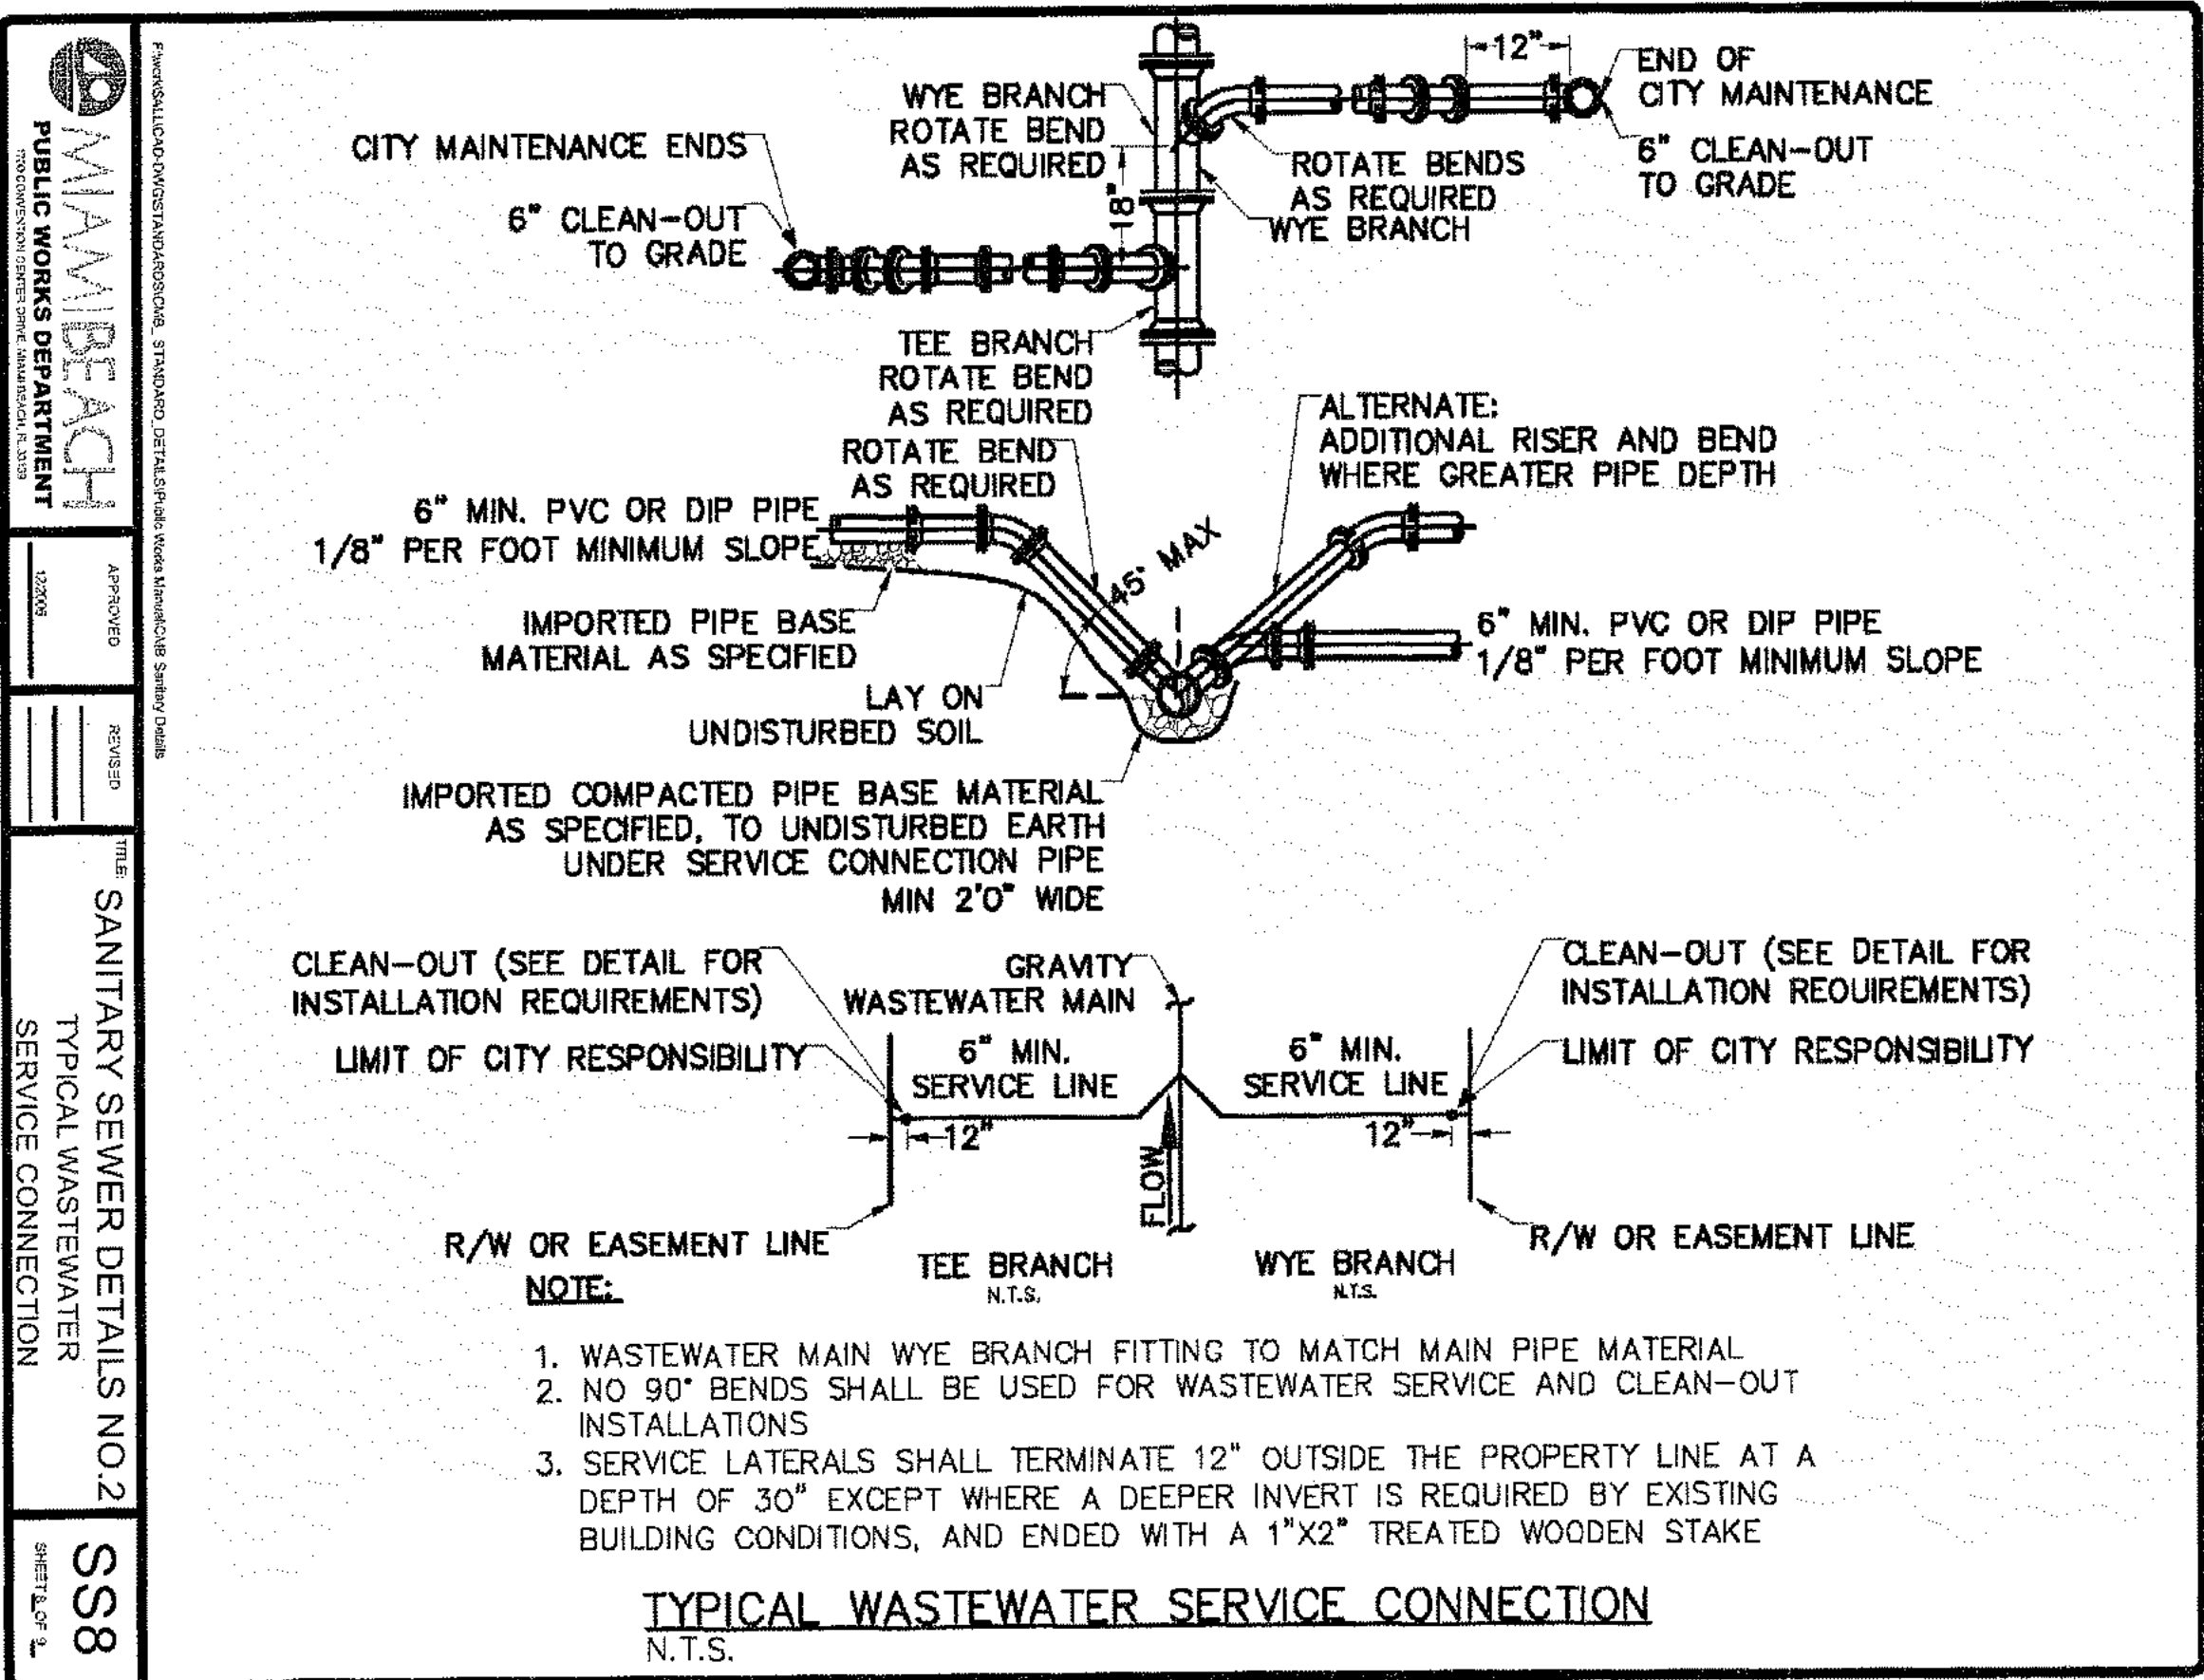 12"
END OF
CITY MAINTENANCE
6" CLEAN-OUT
TO GRADE
WYE BRANCH
ROTATE BEND
AS REQUIRED
CITY MAINTENANCE ENDS
6" CLEAN-OUT
TO GRADE
18"
ROTATE BENDS
AS REQUIRED
WYE BRANCH
TEE BRANCH
ROTATE BEND
AS REQUIRED
ROTATE BEND
AS REQUIRED
ALTERNATE:
ADDITIONAL RISER AND BEND
WHERE GREATER PIPE DEPTH
6" MIN. PVC OR DIP PIPE
1/8" PER FOOT MINIMUM SLOPE
45° MAX
IMPORTED PIPE BASE
MATERIAL AS SPECIFIED
6" MIN. PVC OR DIP PIPE
1/8" PER FOOT MINIMUM SLOPE
LAY ON
UNDISTURBED SOIL
IMPORTED COMPACTED PIPE BASE MATERIAL
AS SPECIFIED, TO UNDISTURBED EARTH
UNDER SERVICE CONNECTION PIPE
MIN 2'0" WIDE
CLEAN-OUT (SEE DETAIL FOR
INSTALLATION REQUIREMENTS)
LIMIT OF CITY RESPONSIBILITY
GRAVITY
WASTEWATER MAIN
6" MIN.
SERVICE LINE
6" MIN.
SERVICE LINE
CLEAN-OUT (SEE DETAIL FOR
INSTALLATION REQUIREMENTS)
LIMIT OF CITY RESPONSIBILITY
12"
12"
FLOW
R/W OR EASEMENT LINE
R/W OR EASEMENT LINE
TEE BRANCH
N.T.S.
WYE BRANCH
N.T.S.
NOTE:
1. WASTEWATER MAIN WYE BRANCH FITTING TO MATCH MAIN PIPE MATERIAL
2. NO 90° BENDS SHALL BE USED FOR WASTEWATER SERVICE AND CLEAN-OUT
INSTALLATIONS
3. SERVICE LATERALS SHALL TERMINATE 12" OUTSIDE THE PROPERTY LINE AT A
DEPTH OF 30" EXCEPT WHERE A DEEPER INVERT IS REQUIRED BY EXISTING
BUILDING CONDITIONS, AND ENDED WITH A 1"X2" TREATED WOODEN STAKE
TYPICAL WASTEWATER SERVICE CONNECTION
N.T.S.
MIAMIBEACH
PUBLIC WORKS DEPARTMENT
1700 CONVENTION CENTER DRIVE, MIAMI BEACH, FL.
APPROVED
REVISED
TITLE:
SANITARY SEWER DETAILS NO.2
TYPICAL WASTEWATER
SERVICE CONNECTION
SS8
SHEET 8 OF 9